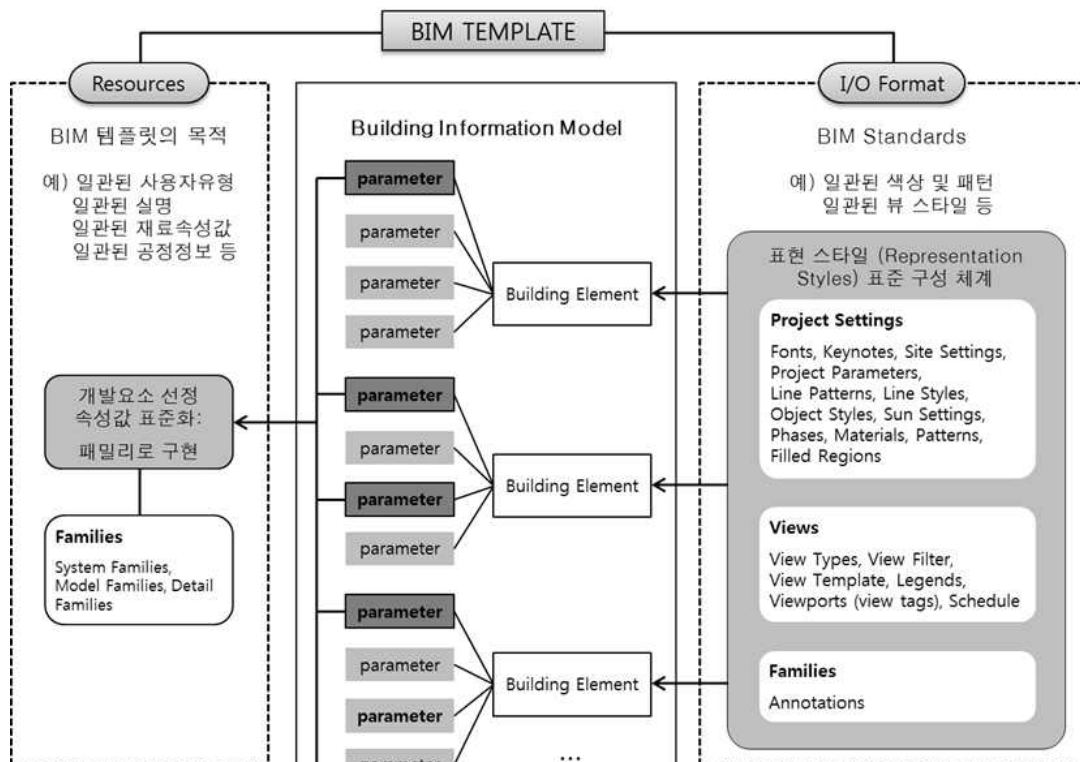 BIM TEMPLATE
Resources
BIM 템플릿의 목적
예) 일관된 사용자유형
일관된 실명
일관된 재료속성값
일관된 공정정보 등
개발요소 선정
속성값 표준화:
패밀리로 구현
Families
System Families,
Model Families, Detail
Families
Building Information Model
parameter
parameter
parameter
parameter
Building Element
parameter
parameter
parameter
parameter
Building Element
parameter
parameter
parameter
parameter
Building Element
...
I/O Format
BIM Standards
예) 일관된 색상 및 패턴
일관된 뷰 스타일 등
표현 스타일 (Representation
Styles) 표준 구성 체계
Project Settings
Fonts, Keynotes, Site Settings,
Project Parameters,
Line Patterns, Line Styles,
Object Styles, Sun Settings,
Phases, Materials, Patterns,
Filled Regions
Views
View Types, View Filter,
View Template, Legends,
Viewports (view tags), Schedule
Families
Annotations